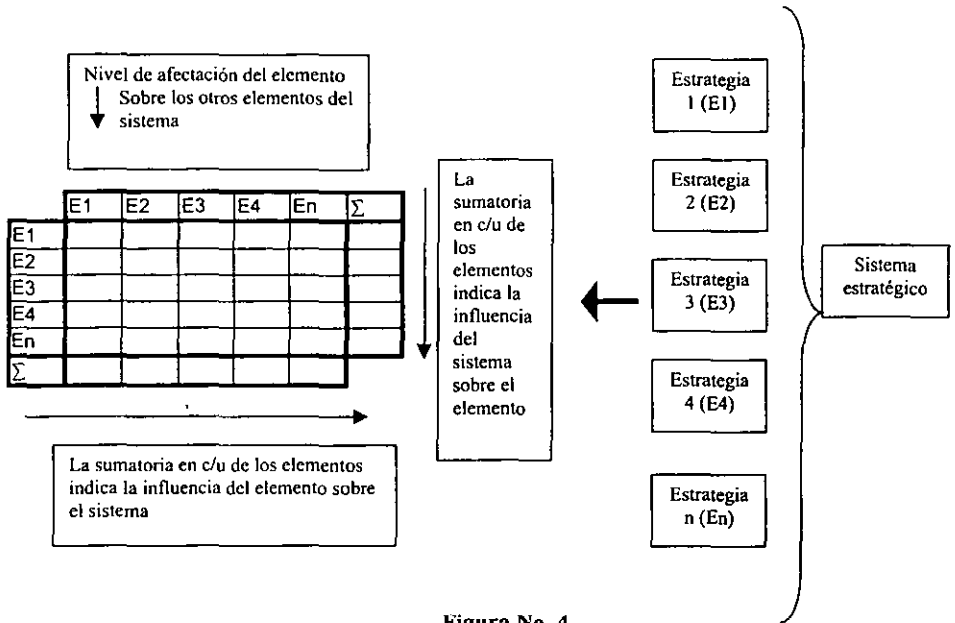 Nivel de afectación del elemento
Sobre los otros elementos del
sistema
E1 E2 E3 E4 En Σ
E1
E2
E3
E4
En
Σ
La sumatoria en c/u de los elementos
indica la influencia del elemento sobre
el sistema
La
sumatoria
en c/u de
los
elementos
indica la
influencia
del
sistema
sobre el
elemento
Estrategia
1 (E1)
Estrategia
2 (E2)
Estrategia
3 (E3)
Estrategia
4 (E4)
Estrategia
n (En)
Sistema
estratégico
Figura No. 4